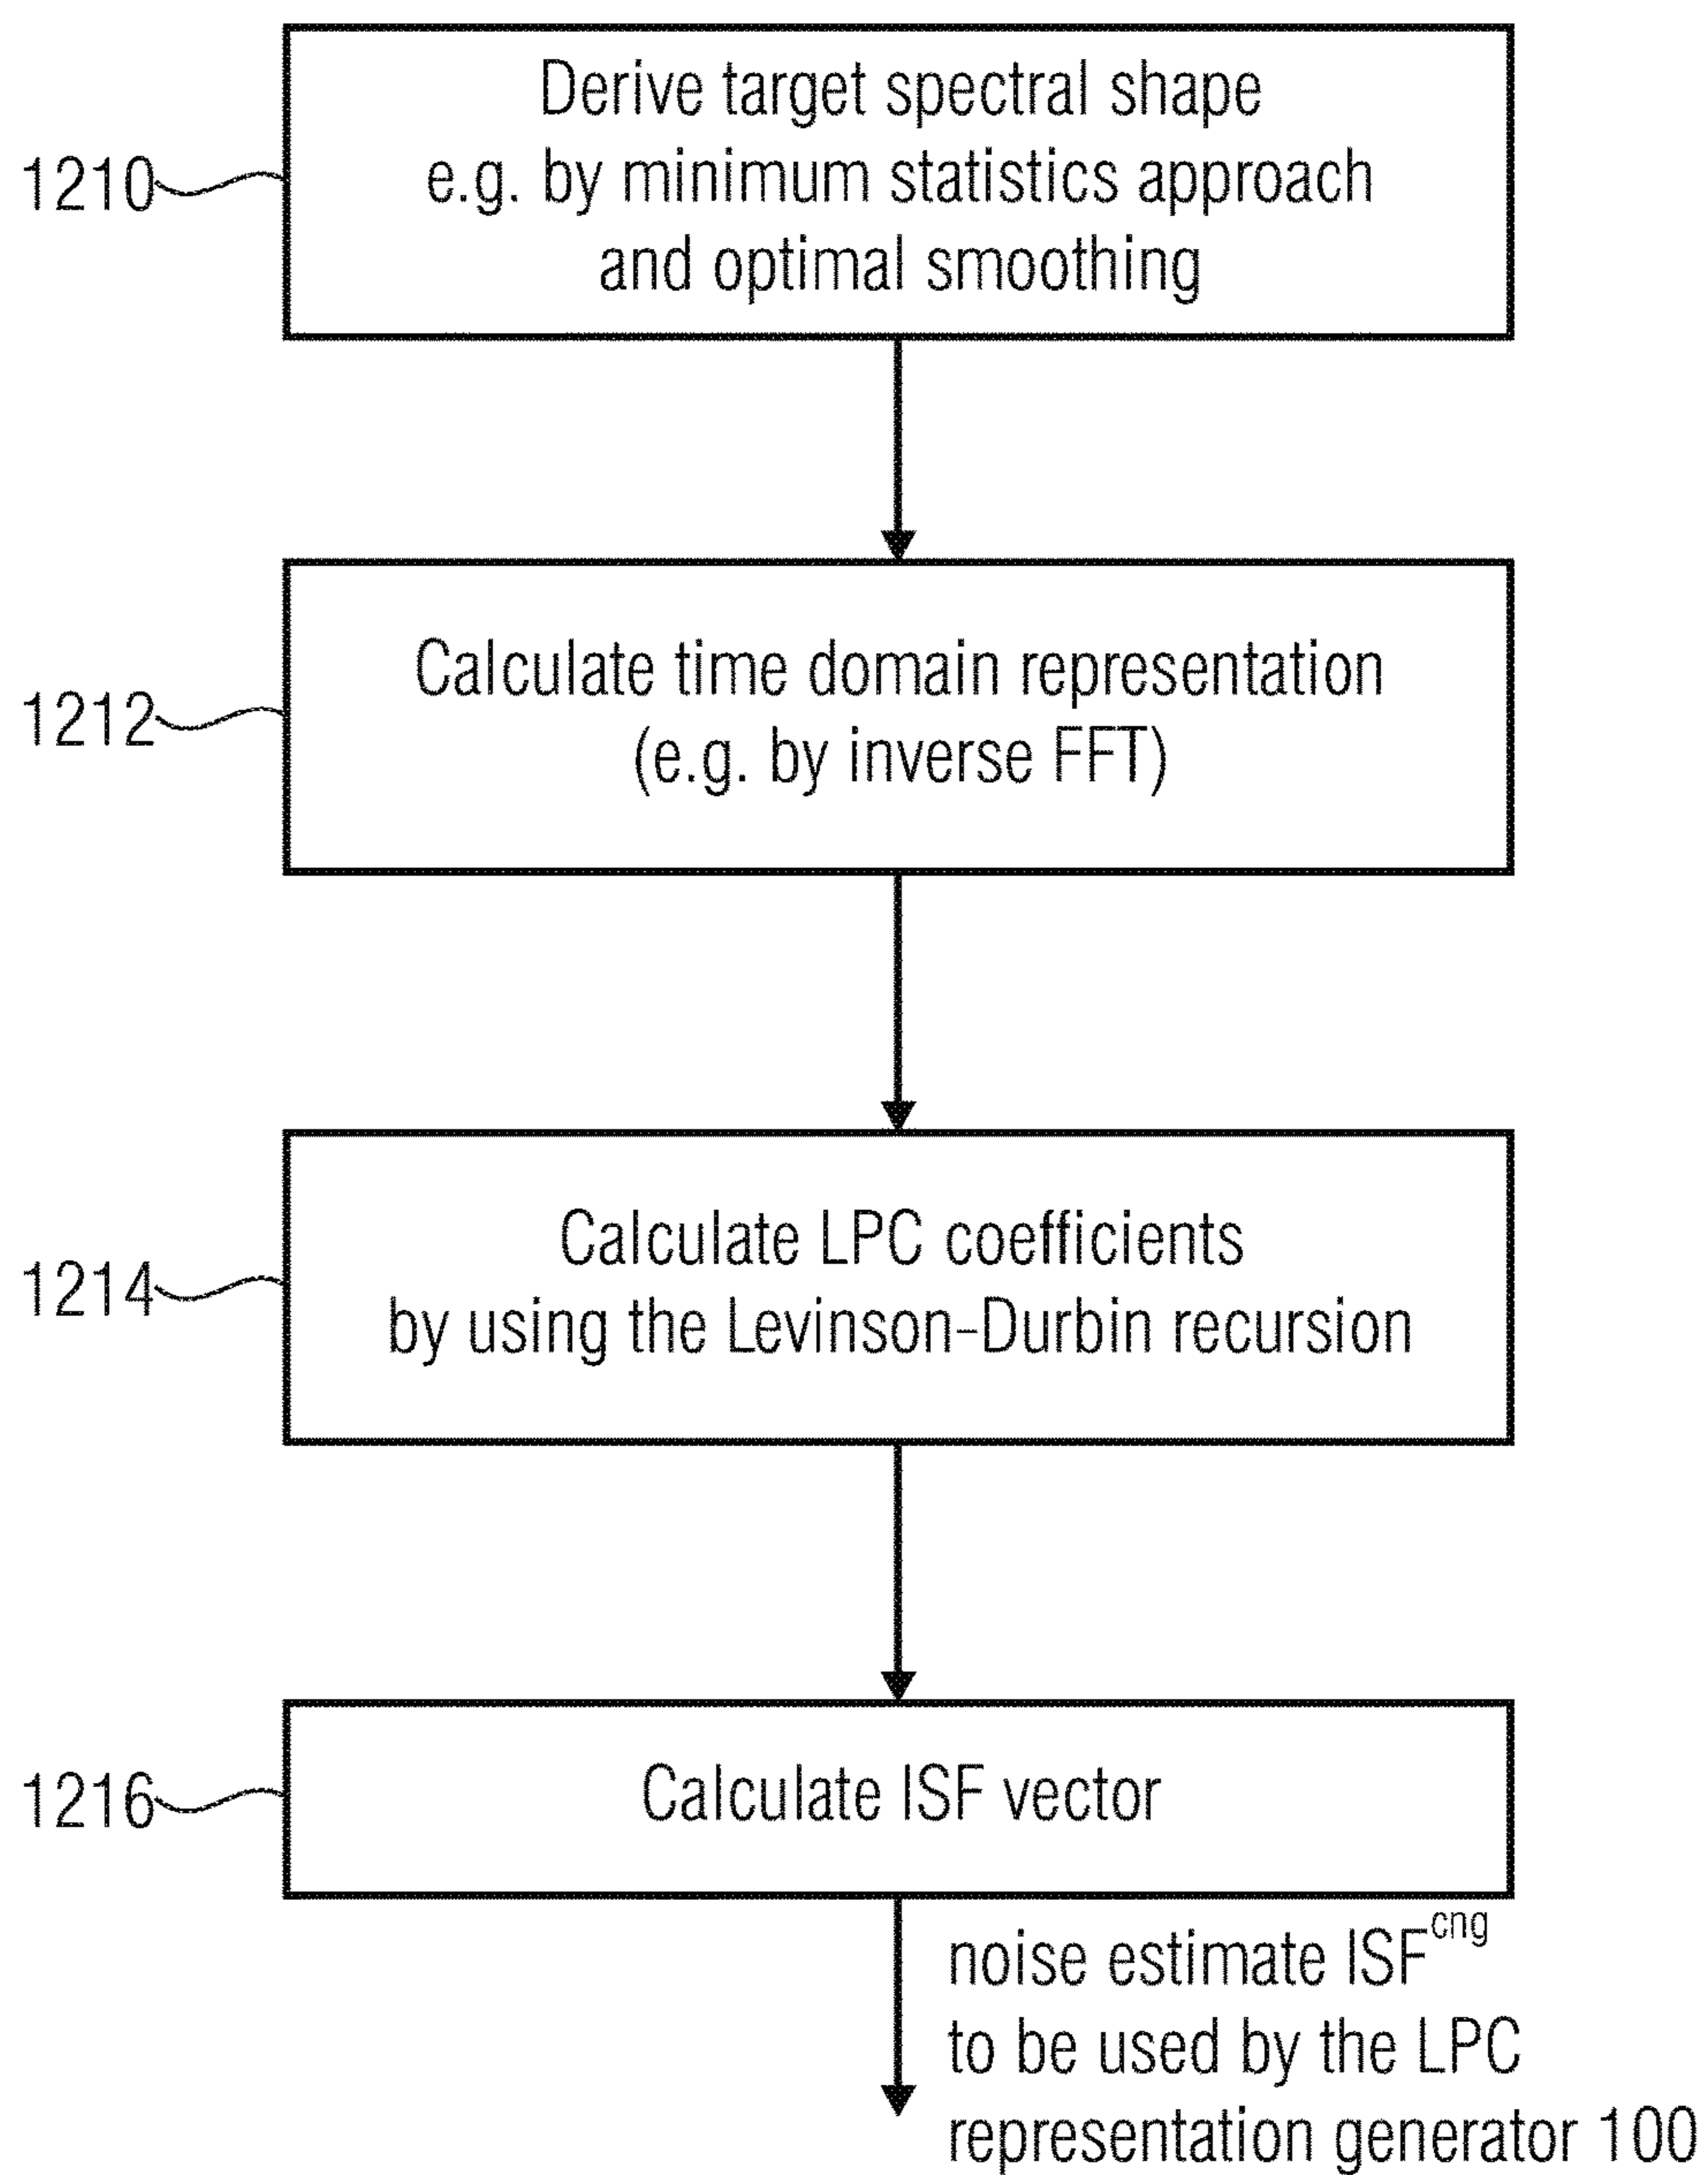 Derive target spectral shape
1210
e.g. by minimum statistics approach
and optimal smoothing
Calculate time domain representation
1212
(e.g. by inverse FFT)
Calculate LPC coefficients
1214
by using the Levinson-Durbin recursion
1216
Calculate ISF vector
noise estimate ISF^cng
to be used by the LPC
representation generator 100